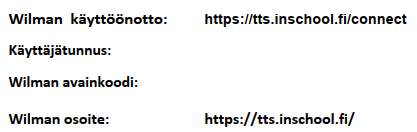 Wilman käyttöönotto: https://tts.inschool.fi/connect
Käyttäjätunnus:
Wilman avainkoodi:
Wilman osoite: https://tts.inschool.fi/